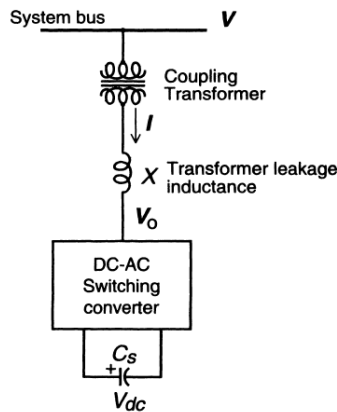 System bus V
Coupling
Transformer
I
X Transformer leakage
inductance
Vo
DC-AC
Switching
converter
Cs
+
Vdc